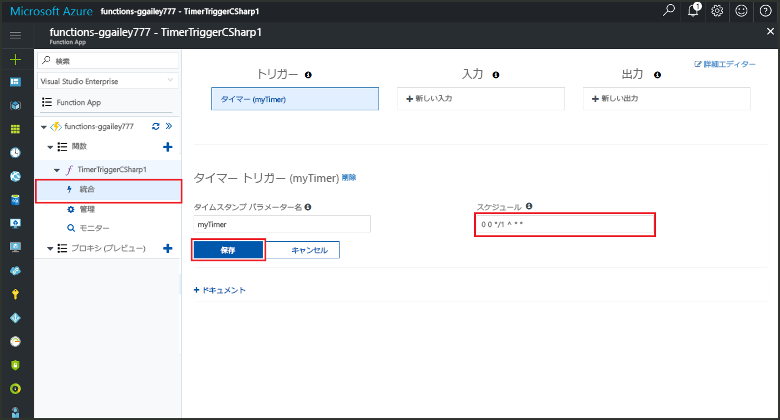 Microsoft Azure functions-ggailey777 - TimerTriggerCSharp1
1
functions-ggailey777 - TimerTriggerCSharp1
Function App
検索
Visual Studio Enterprise
Function App
functions-ggailey777
関数
f TimerTriggerCSharp1
統合
管理
モニター
プロキシ (プレビュー)
詳細エディター
トリガー
入力
出力
タイマー (myTimer)
+ 新しい入力
+ 新しい出力
タイマー トリガー (myTimer) 削除
タイムスタンプ パラメーター名
スケジュール
myTimer
0 0 */1 ^ * *
保存
キャンセル
+ ドキュメント